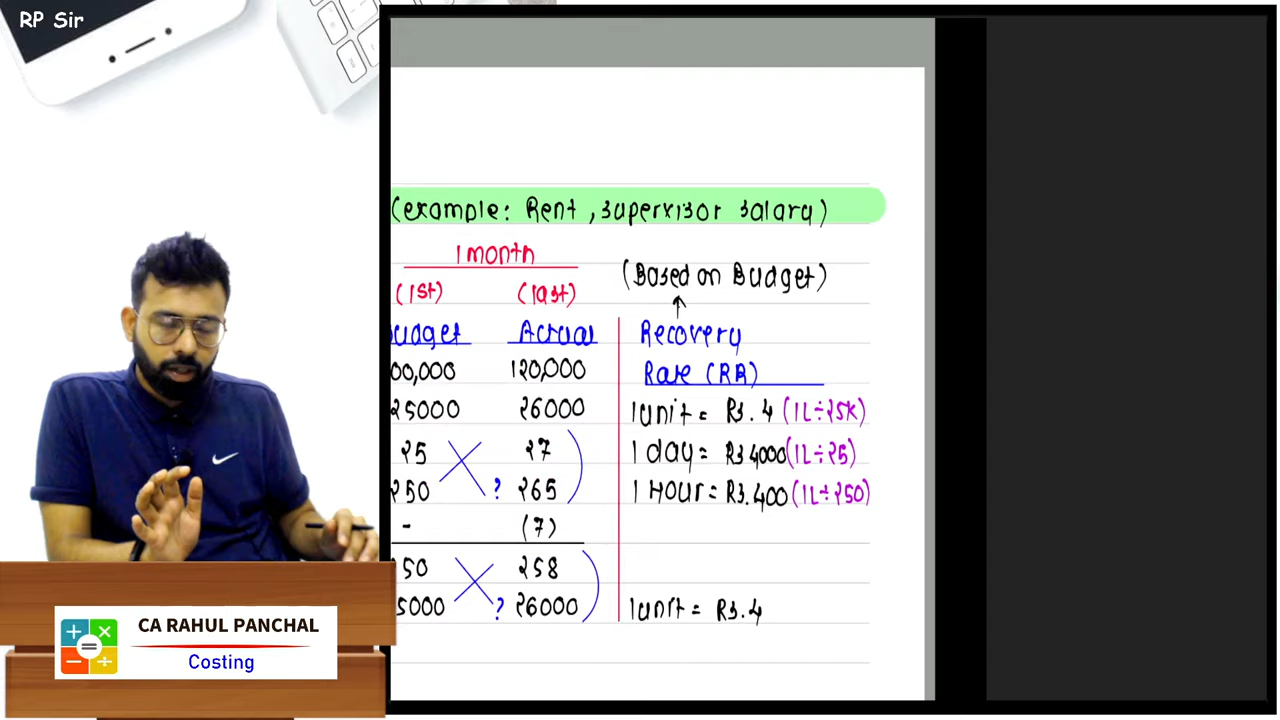 RP Sir
(example: Rent, Supervisor Salary)
1 month
(1st) (last) (Based on Budget)
↑
udget Actual Recovery
00,000 120,000 Rate (RR)
25000 26000 1 unit = Rs. 4 (1L÷25K)
25 27 1 day = Rs 4000 (1L÷25)
250 ? 265 1 Hour = Rs. 400 (1L÷250)
- (7)
50 258
5000 ? 26000 1 unit = Rs. 4
CA RAHUL PANCHAL
Costing